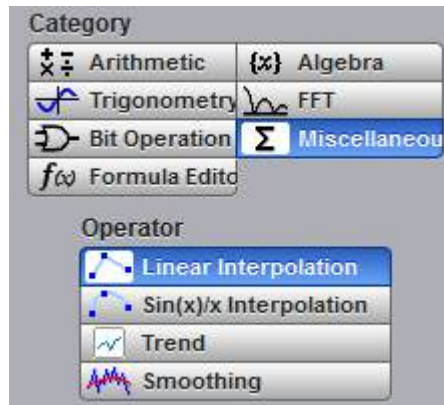 Category
Arithmetic {x} Algebra
Trigonometry FFT
Bit Operation Σ Miscellaneou
f(ω) Formula Edito
Operator
Linear Interpolation
Sin(x)/x Interpolation
Trend
Smoothing